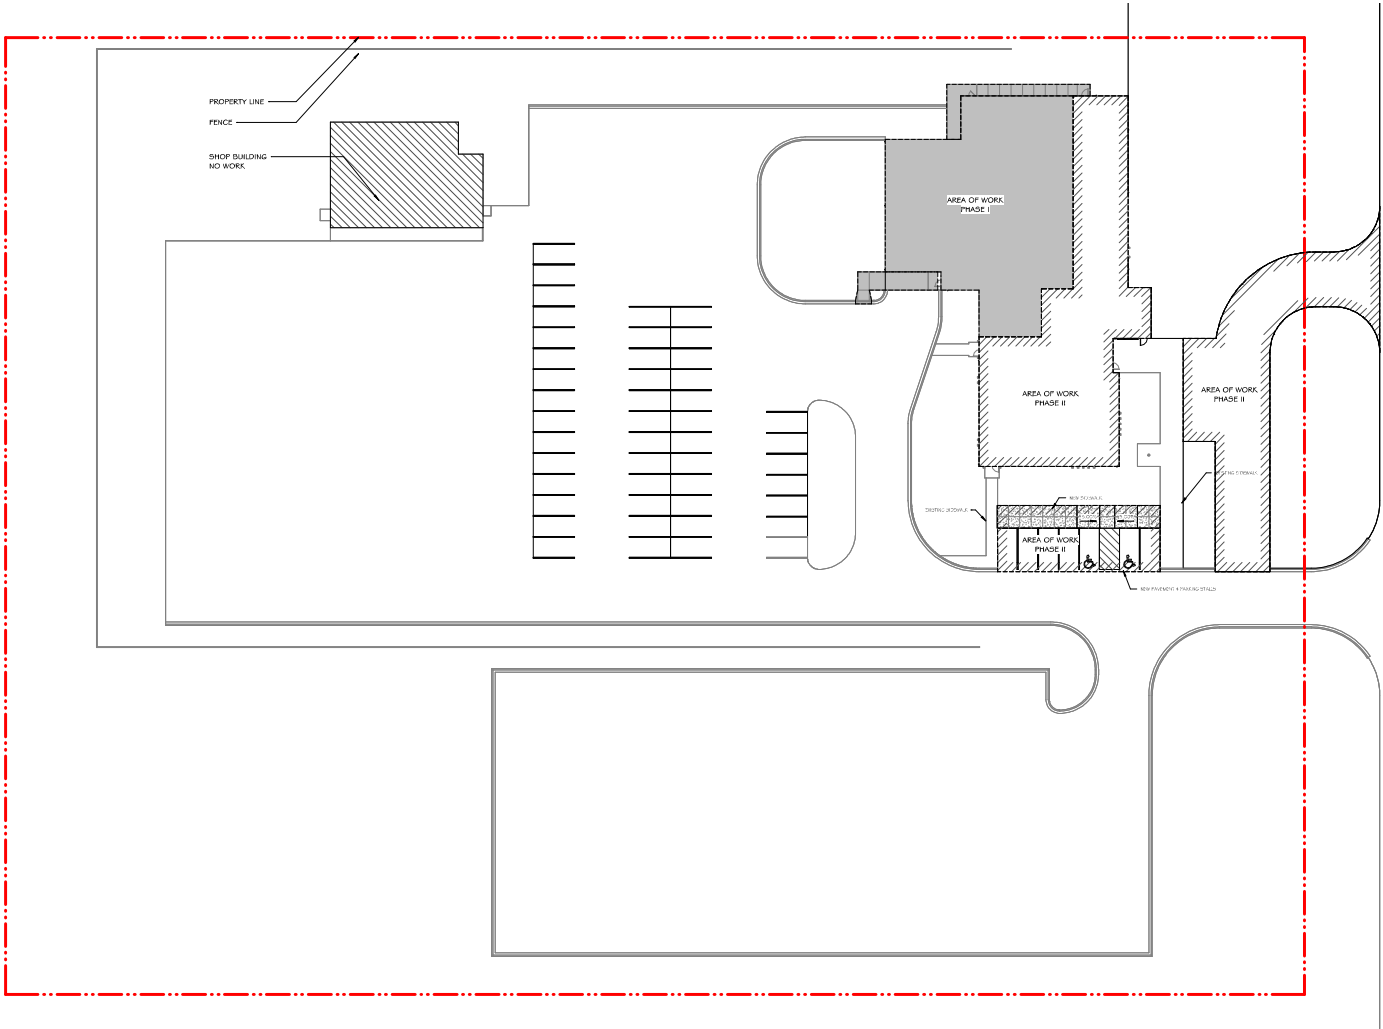 PROPERTY LINE
FENCE
SHOP BUILDING
NO WORK
AREA OF WORK
PHASE I
AREA OF WORK
PHASE II
AREA OF WORK
PHASE II
EXISTING SIDEWALK
NEW SIDEWALK
EXISTING SIDEWALK
AREA OF WORK
PHASE II
NEW PAVEMENT & PARKING STALLS